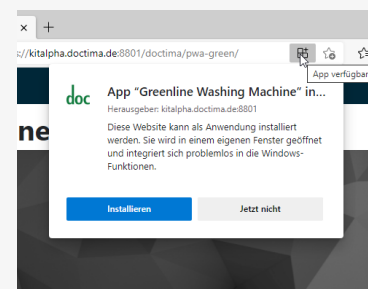 s://kitalpha.doctima.de:8801/doctima/pwa-green/
App verfügbar
doc
App “Greenline Washing Machine” in...
Herausgeber: kitalpha.doctima.de:8801
Diese Website kann als Anwendung installiert
werden. Sie wird in einem eigenen Fenster geöffnet
und integriert sich problemlos in die Windows-
Funktionen.
ne
Installieren
Jetzt nicht